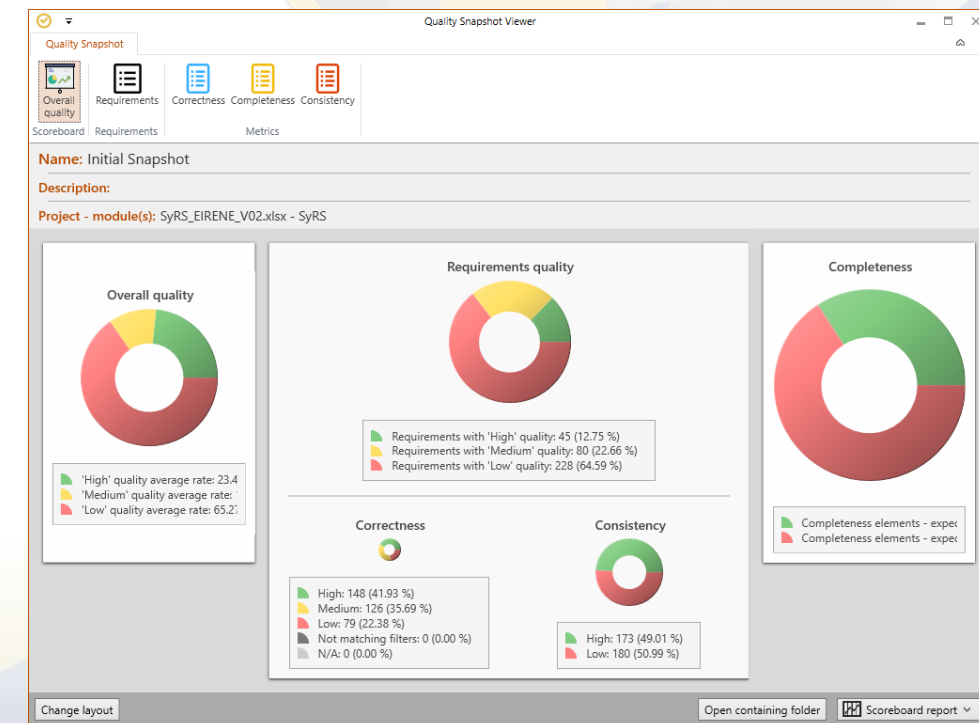 Quality Snapshot Viewer
Quality Snapshot
Overall quality
Requirements
Correctness
Completeness
Consistency
Scoreboard
Requirements
Metrics
Name: Initial Snapshot
Description:
Project - module(s): SyRS_EIRENE_V02.xlsx - SyRS
Overall quality
'High' quality average rate: 23.4
'Medium' quality average rate:
'Low' quality average rate: 65.27
Requirements quality
Requirements with 'High' quality: 45 (12.75 %)
Requirements with 'Medium' quality: 80 (22.66 %)
Requirements with 'Low' quality: 228 (64.59 %)
Correctness
High: 148 (41.93 %)
Medium: 126 (35.69 %)
Low: 79 (22.38 %)
Not matching filters: 0 (0.00 %)
N/A: 0 (0.00 %)
Consistency
High: 173 (49.01 %)
Low: 180 (50.99 %)
Completeness
Completeness elements - expec
Completeness elements - expec
Change layout
Open containing folder
Scoreboard report